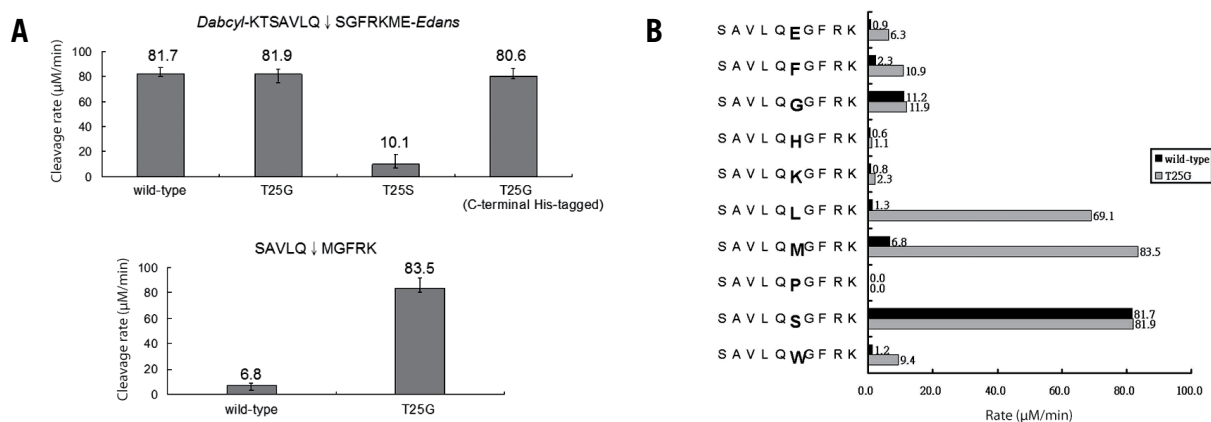 A
Dabcyl-KTSAVLQ ↓ SGFRKME-Edans
Cleavage rate (µM/min)
100
80
60
40
20
0
81.7
81.9
10.1
80.6
wild-type
T25G
T25S
T25G
(C-terminal His-tagged)
SAVLQ ↓ MGFRK
Cleavage rate (µM/min)
100
80
60
40
20
0
6.8
83.5
wild-type
T25G
B
SAVLQEGFRK
0.9
6.3
SAVLQFGFRK
2.3
10.9
SAVLQGGFRK
11.2
11.9
SAVLQHGFRK
0.6
1.1
SAVLQKGFRK
0.8
2.3
SAVLQLGFRK
1.3
69.1
SAVLQMGFRK
6.8
83.5
SAVLQPGFRK
0.0
0.0
SAVLQSGFRK
81.7
81.9
SAVLQWGFRK
1.2
9.4
wild-type
T25G
0 20.0 40.0 60.0 80.0 100.0
Rate (µM/min)